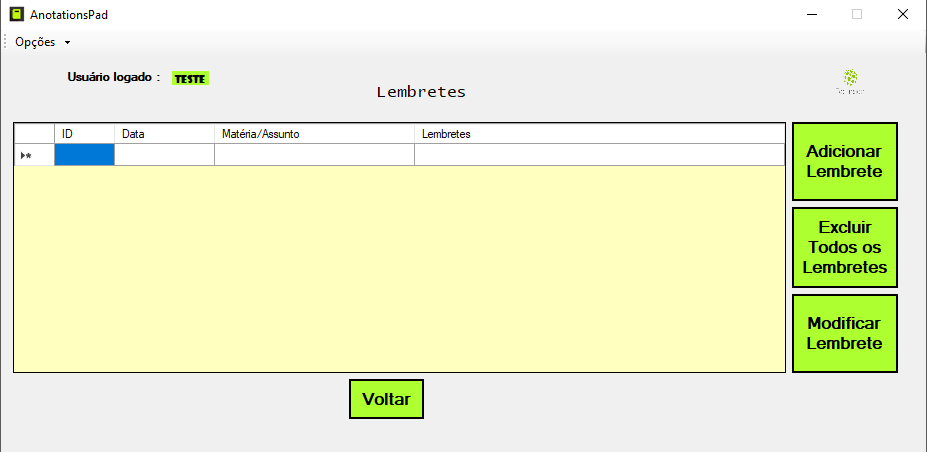 AnotationsPad
Opções
Usuário logado :
TESTE
Lembretes
ID
Data
Matéria/Assunto
Lembretes
Adicionar
Lembrete
Excluir
Todos os
Lembretes
Modificar
Lembrete
Voltar